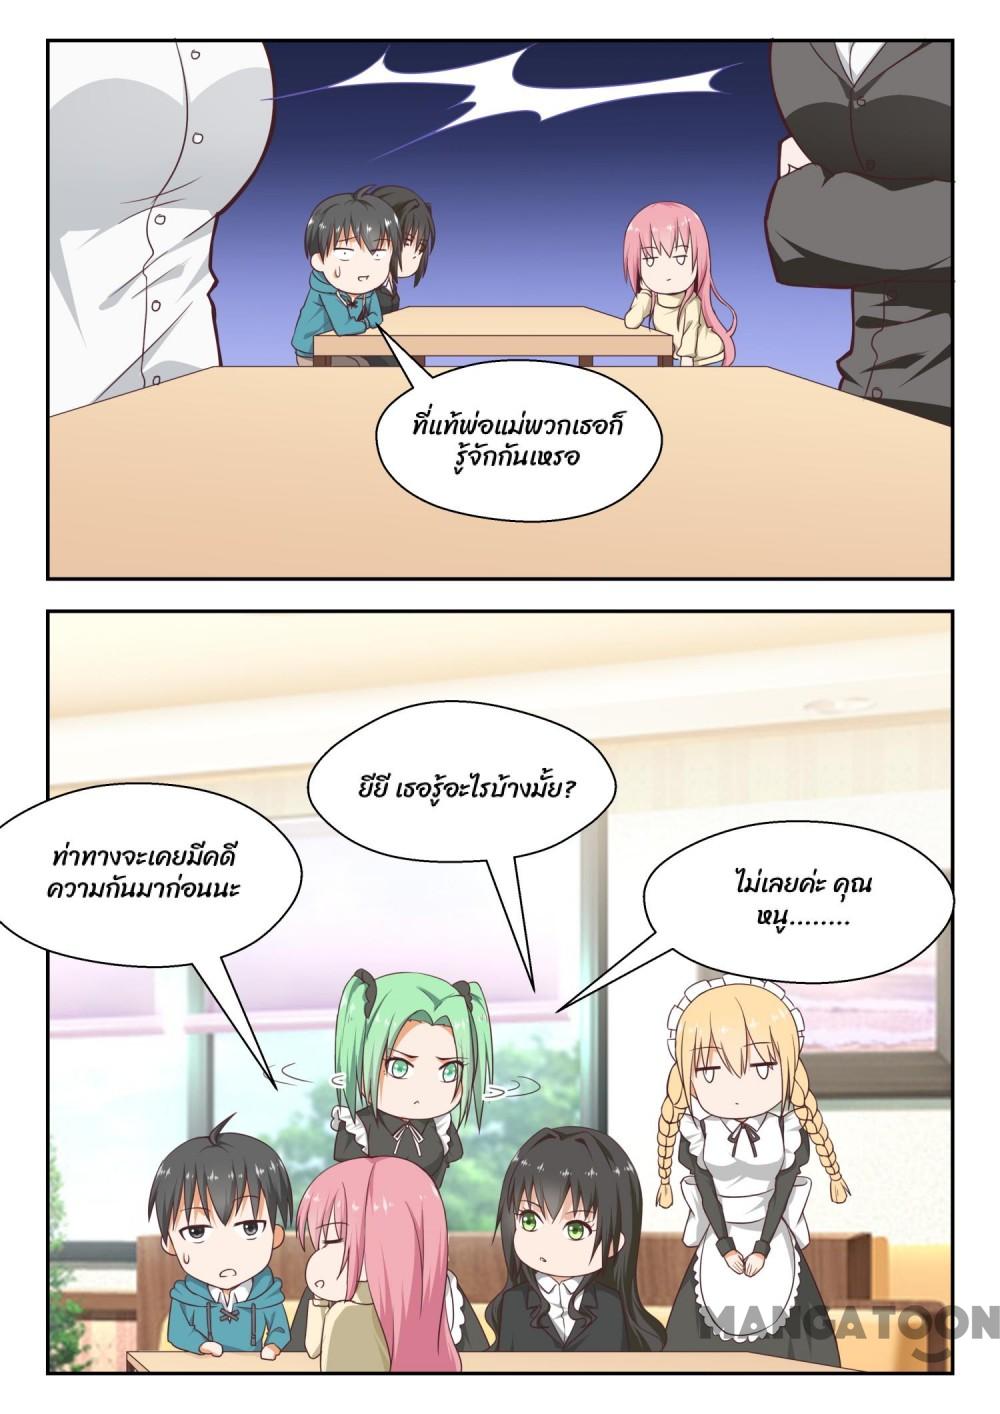 ที่แท้พ่อแม่พวกเธอก็
รู้จักกันเหรอ
ยียี เธอรู้อะไรบ้างมั้ย?
ท่าทางจะเคยมีคดี
ความกันมาก่อนนะ
ไม่เลยค่ะ คุณ
หนู........
MANGATOON